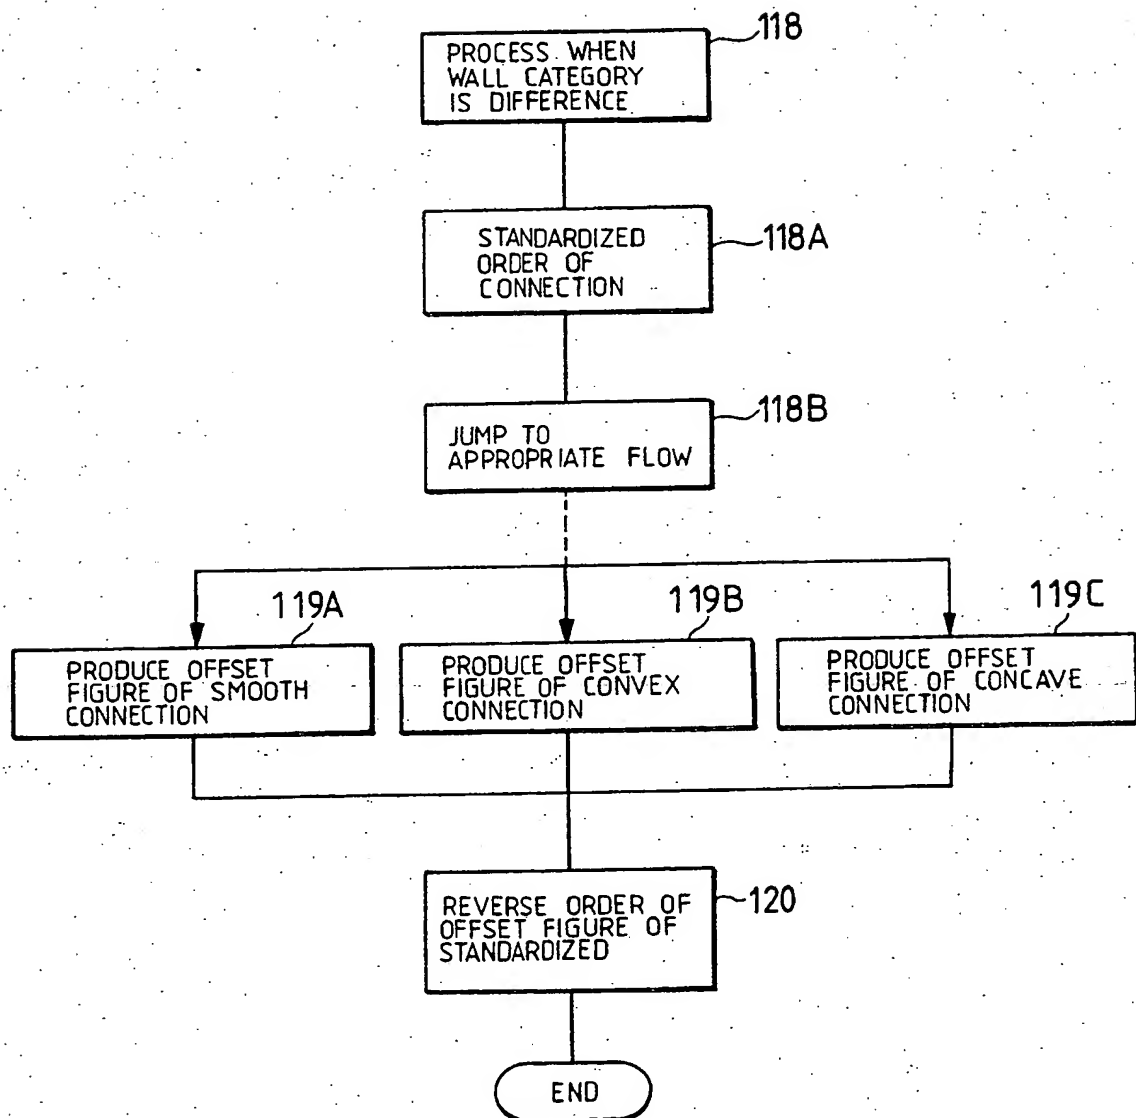 118
PROCESS WHEN
WALL CATEGORY
IS DIFFERENCE
118A
STANDARDIZED
ORDER OF
CONNECTION
118B
JUMP TO
APPROPRIATE FLOW
119A
PRODUCE OFFSET
FIGURE OF SMOOTH
CONNECTION
119B
PRODUCE OFFSET
FIGURE OF CONVEX
CONNECTION
119C
PRODUCE OFFSET
FIGURE OF CONCAVE
CONNECTION
120
REVERSE ORDER OF
OFFSET FIGURE OF
STANDARDIZED
END